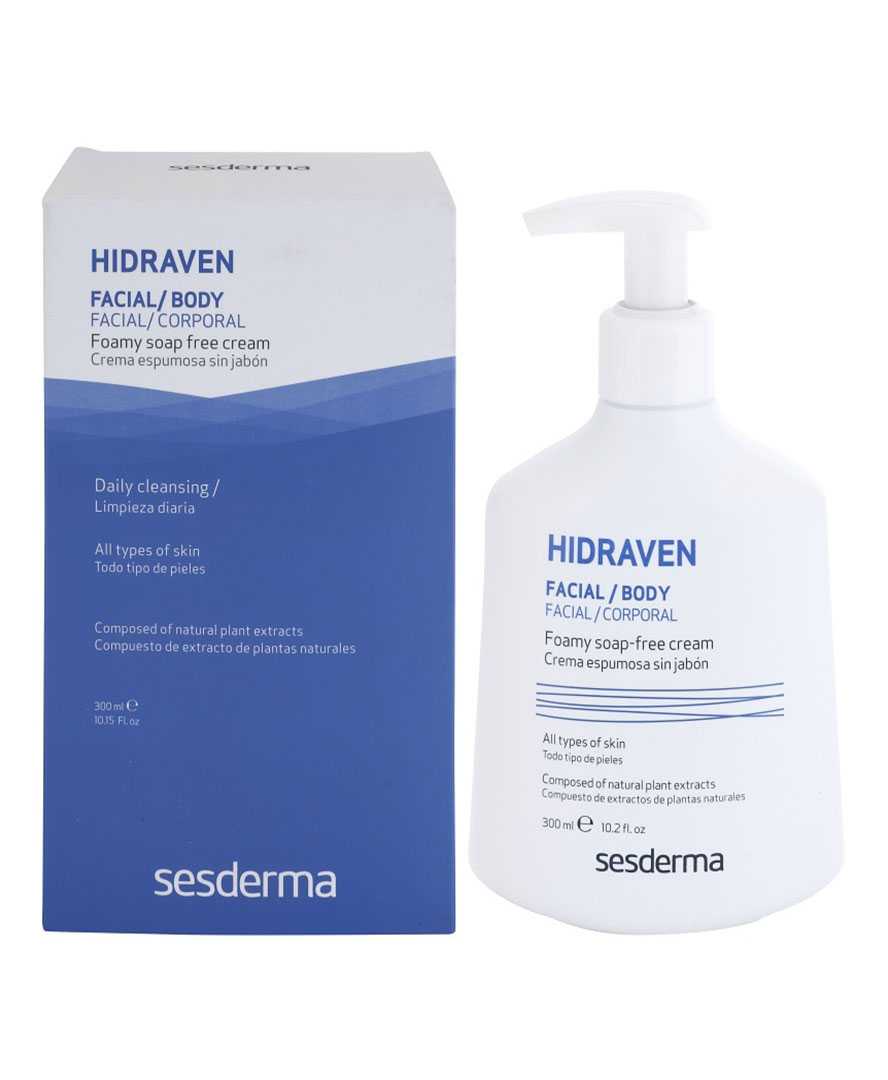 sesderma
HIDRAVEN
FACIAL/ BODY
FACIAL/ CORPORAL
Foamy soap free cream
Crema espumosa sin jabón
Daily cleansing /
Limpieza diaria
All types of skin
Todo tipo de pieles
Composed of natural plant extracts
Compuesto de extracto de plantas naturales
300 ml ℮
10.15 Fl. oz
sesderma
HIDRAVEN
FACIAL / BODY
FACIAL / CORPORAL
Foamy soap-free cream
Crema espumosa sin jabón
All types of skin
Todo tipo de pieles
Composed of natural plant extracts
Compuesto de extractos de plantas naturales
300 ml ℮ 10.2 fl. oz
sesderma